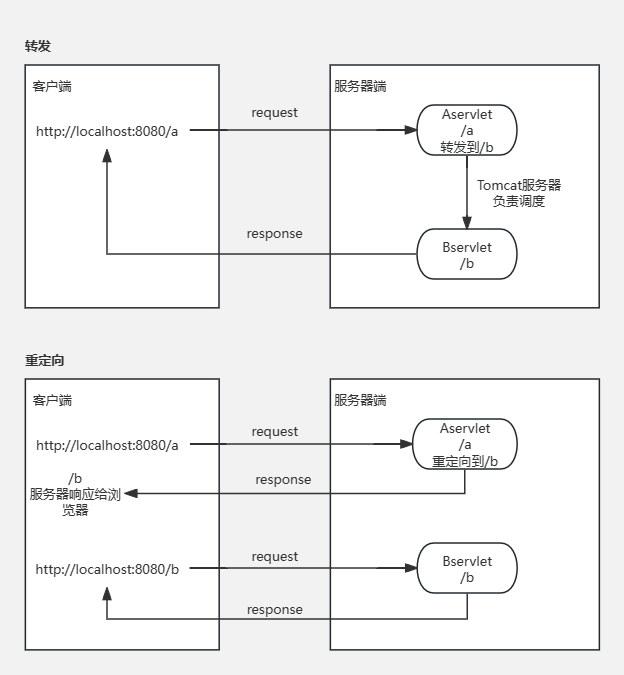 转发
客户端
服务器端
http://localhost:8080/a
request
Aservlet
/a
转发到/b
Tomcat服务器
负责调度
response
Bservlet
/b
重定向
客户端
服务器端
http://localhost:8080/a
request
Aservlet
/a
重定向到/b
/b
服务器响应给浏
览器
response
http://localhost:8080/b
request
Bservlet
/b
response